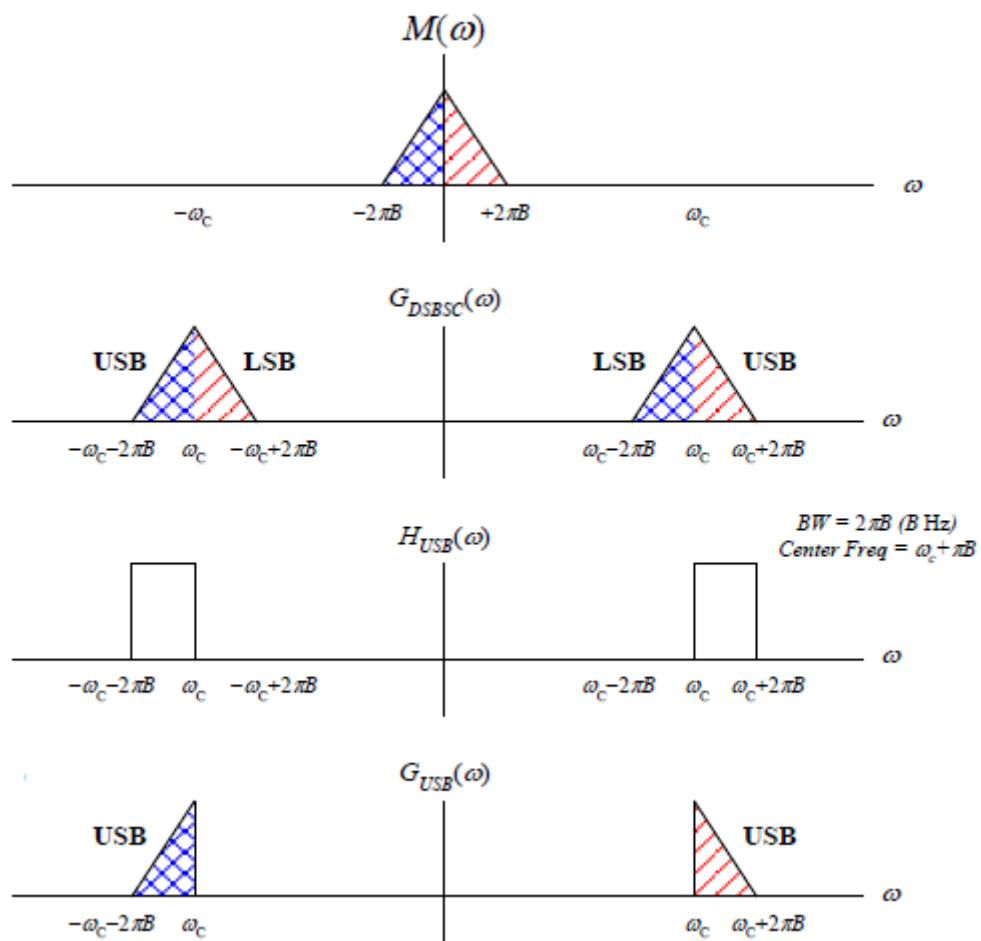 M(ω)
ω
−ω_C −2πB +2πB ω_C
G_DSBSC(ω)
USB LSB LSB USB
ω
−ω_C−2πB ω_C −ω_C+2πB ω_C−2πB ω_C ω_C+2πB
BW = 2πB (B Hz)
Center Freq = ω_c+πB
H_USB(ω)
ω
−ω_C−2πB ω_C −ω_C+2πB ω_C−2πB ω_C ω_C+2πB
G_USB(ω)
USB USB
ω
−ω_C−2πB ω_C ω_C ω_C+2πB